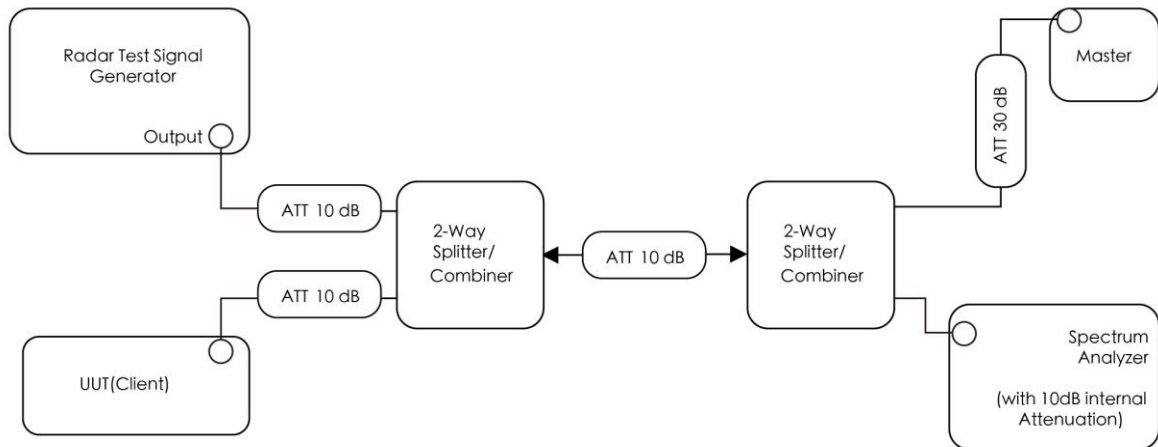 Radar Test Signal
Generator
Output
ATT 10 dB
2-Way
Splitter/
Combiner
ATT 10 dB
UUT(Client)
ATT 10 dB
2-Way
Splitter/
Combiner
ATT 30 dB
Master
Spectrum
Analyzer
(with 10dB internal
Attenuation)